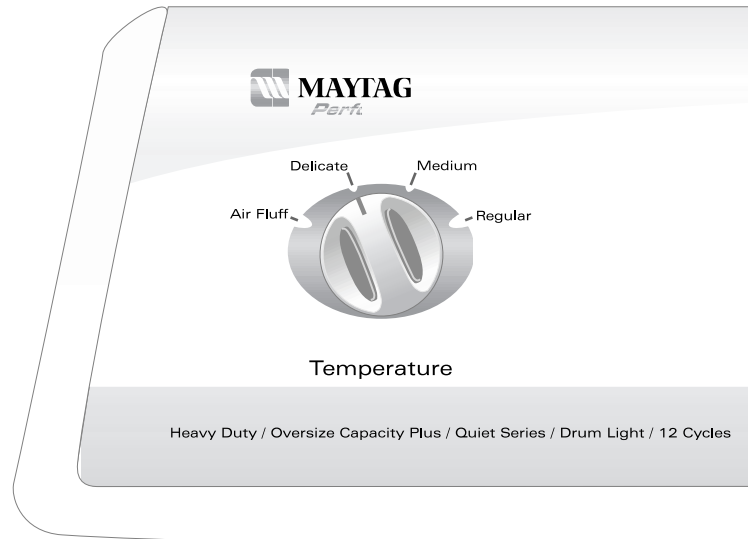 MAYTAG
Delicate Medium
Air Fluff Regular
Temperature
Heavy Duty / Oversize Capacity Plus / Quiet Series / Drum Light / 12 Cycles